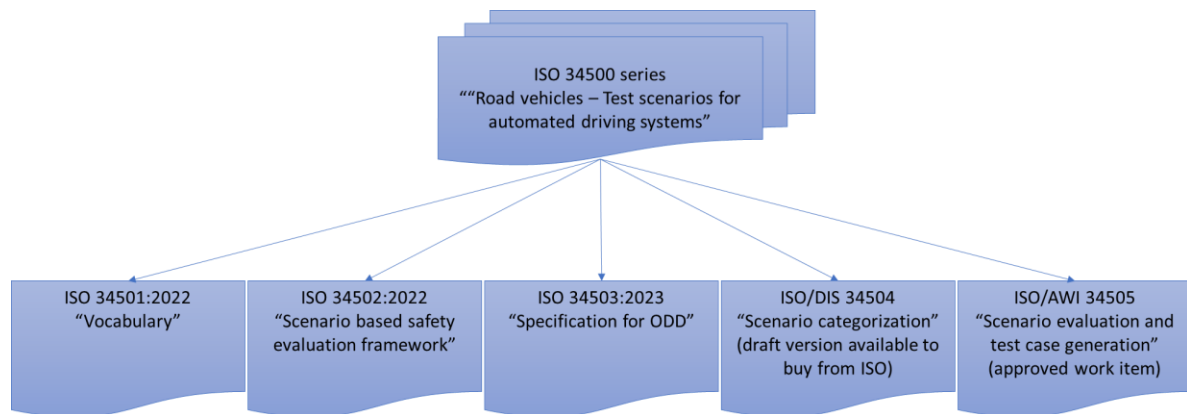 ISO 34500 series
““Road vehicles – Test scenarios for
automated driving systems”
ISO 34501:2022
“Vocabulary”
ISO 34502:2022
“Scenario based safety
evaluation framework”
ISO 34503:2023
“Specification for ODD”
ISO/DIS 34504
“Scenario categorization”
(draft version available to
buy from ISO)
ISO/AWI 34505
“Scenario evaluation and
test case generation”
(approved work item)